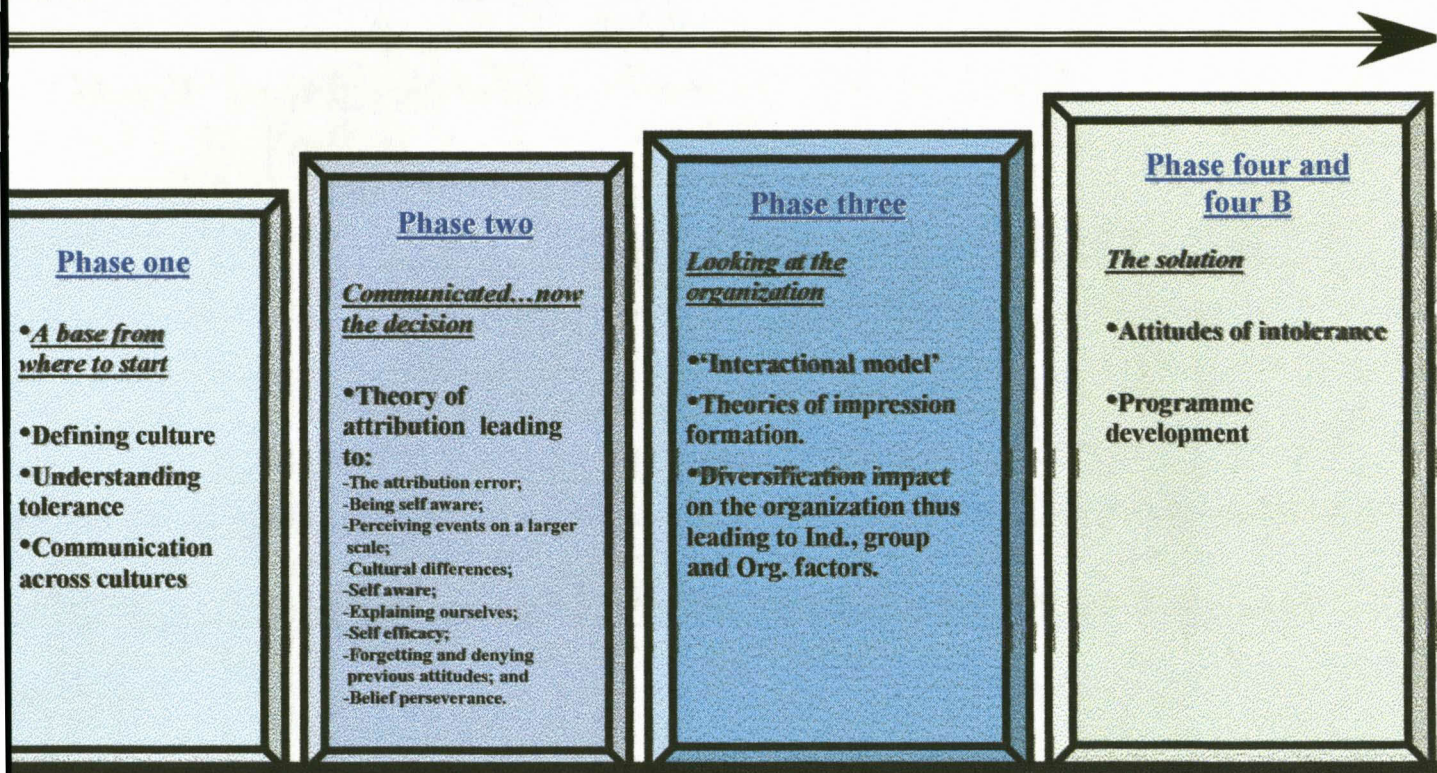 Phase one
•A base from
where to start
•Defining culture
•Understanding
tolerance
•Communication
across cultures
Phase two
Communicated…now
the decision
•Theory of
attribution leading
to:
-The attribution error;
-Being self aware;
-Perceiving events on a larger
scale;
-Cultural differences;
-Self aware;
-Explaining ourselves;
-Self efficacy;
-Forgetting and denying
previous attitudes; and
-Belief perseverance.
Phase three
Looking at the
organization
•‘Interactional model’
•Theories of impression
formation.
•Diversification impact
on the organization thus
leading to Ind., group
and Org. factors.
Phase four and
four B
The solution
•Attitudes of intolerance
•Programme
development